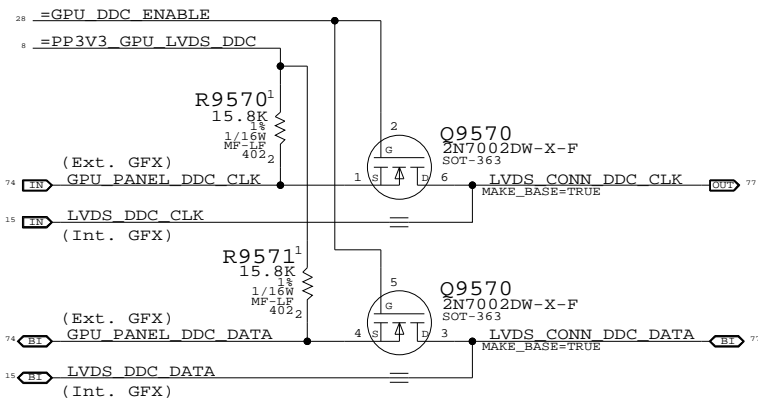 28 =GPU_DDC_ENABLE
8 =PP3V3_GPU_LVDS_DDC
R9570 1
15.8K
1%
1/16W
MF-LF
402 2
2
G
Q9570
2N7002DW-X-F
SOT-363
(Ext. GFX)
74 IN GPU_PANEL_DDC_CLK 1 S D 6 LVDS_CONN_DDC_CLK OUT 77
MAKE_BASE=TRUE
15 IN LVDS_DDC_CLK
(Int. GFX)
R9571 1
15.8K
1%
1/16W
MF-LF
402 2
5
G
Q9570
2N7002DW-X-F
SOT-363
(Ext. GFX)
74 BI GPU_PANEL_DDC_DATA 4 S D 3 LVDS_CONN_DDC_DATA BI 77
MAKE_BASE=TRUE
15 BI LVDS_DDC_DATA
(Int. GFX)